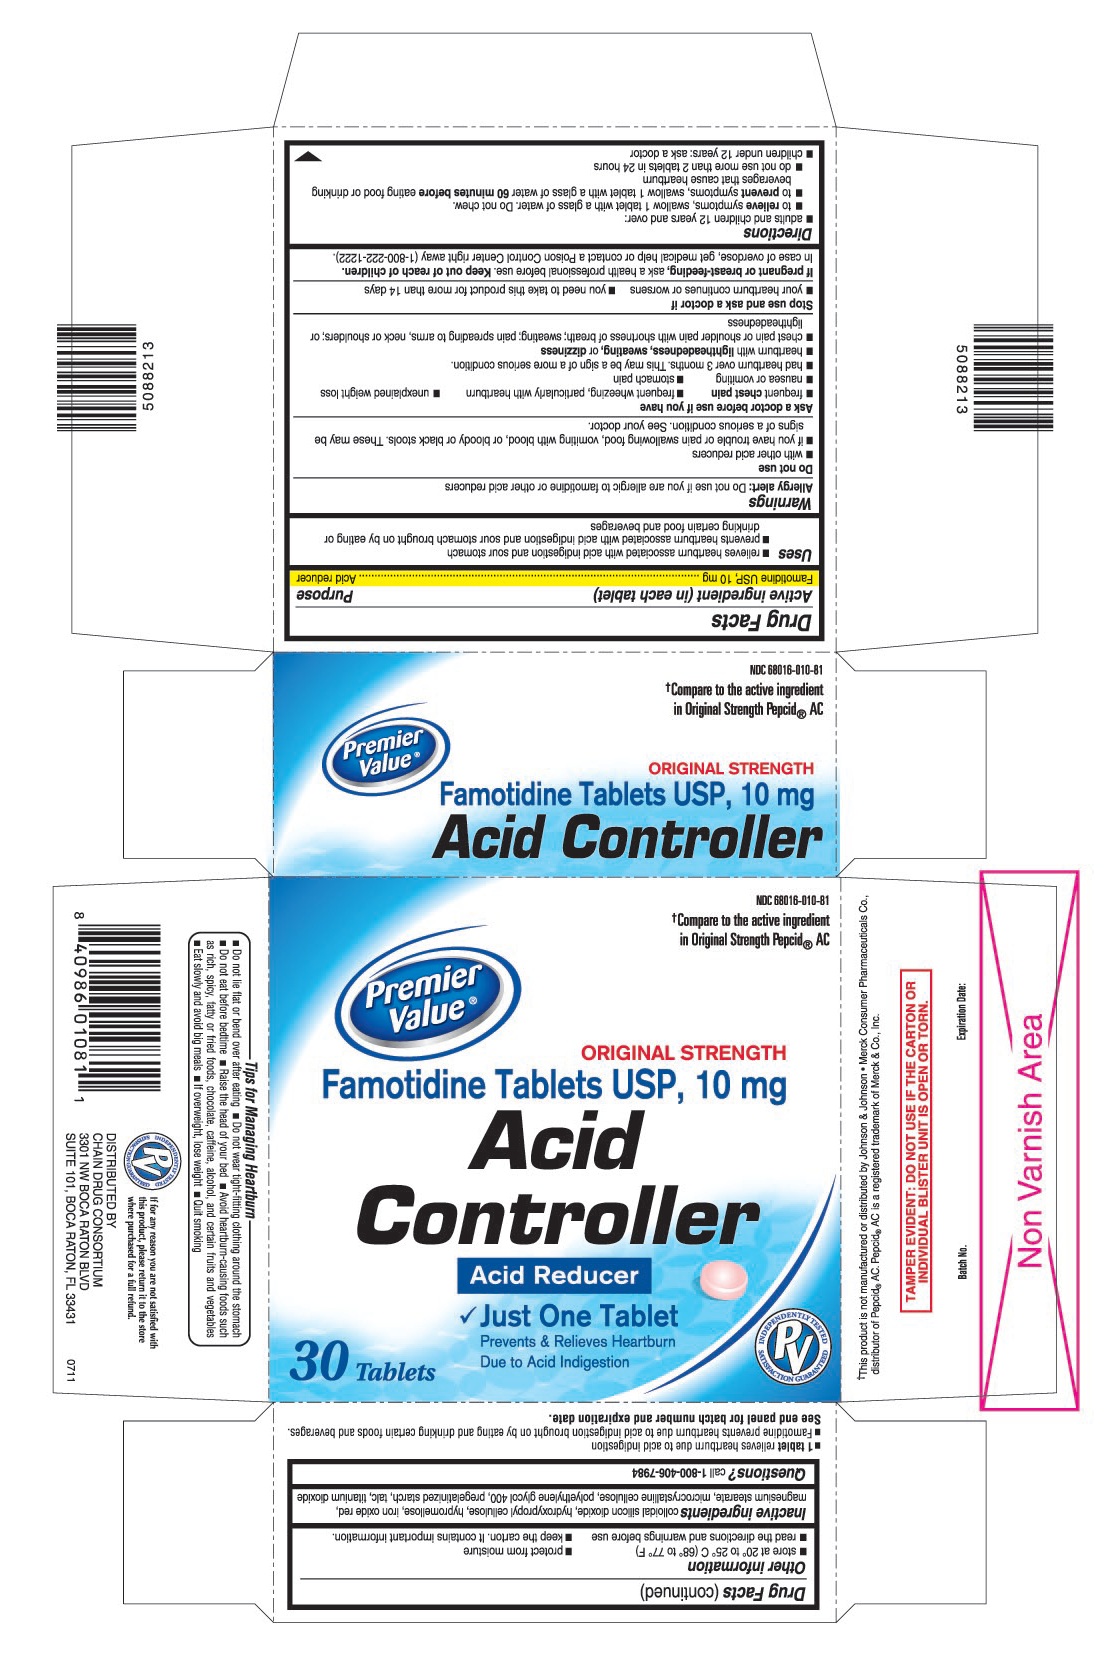 Drug Facts
Active ingredient (in each tablet) Purpose
Famotidine USP, 10 mg ........ Acid reducer
Uses ■ relieves heartburn associated with acid indigestion and sour stomach
■ prevents heartburn associated with acid indigestion and sour stomach brought on by eating or
drinking certain food and beverages
Warnings
Allergy alert: Do not use if you are allergic to famotidine or other acid reducers
Do not use
■ with other acid reducers
■ if you have trouble or pain swallowing food, vomiting with blood, or bloody or black stools. These may be
signs of a serious condition. See your doctor.
Ask a doctor before use if you have
■ frequent chest pain ■ frequent wheezing, particularly with heartburn ■ unexplained weight loss
■ nausea or vomiting ■ stomach pain
■ had heartburn over 3 months. This may be a sign of a more serious condition.
■ heartburn with lightheadedness, sweating, or dizziness
■ chest pain or shoulder pain with shortness of breath; sweating; pain spreading to arms, neck or shoulders; or
lightheadedness
Stop use and ask a doctor if
■ your heartburn continues or worsens ■ you need to take this product for more than 14 days
If pregnant or breast-feeding, ask a health professional before use. Keep out of reach of children.
In case of overdose, get medical help or contact a Poison Control Center right away (1-800-222-1222).
Directions
■ adults and children 12 years and over:
■ to relieve symptoms, swallow 1 tablet with a glass of water. Do not chew.
■ to prevent symptoms, swallow 1 tablet with a glass of water 60 minutes before eating food or drinking
beverages that cause heartburn
■ do not use more than 2 tablets in 24 hours
■ children under 12 years: ask a doctor
5088213
5088213
NDC 68016-010-81
†Compare to the active ingredient
in Original Strength Pepcid® AC
Premier
Value®
ORIGINAL STRENGTH
Famotidine Tablets USP, 10 mg
Acid Controller
NDC 68016-010-81
†Compare to the active ingredient
in Original Strength Pepcid® AC
Premier
Value®
ORIGINAL STRENGTH
Famotidine Tablets USP, 10 mg
Acid
Controller
Acid Reducer
✓ Just One Tablet
Prevents & Relieves Heartburn
Due to Acid Indigestion
30 Tablets
INDEPENDENTLY TESTED
PV
SATISFACTION GUARANTEED
Tips for Managing Heartburn
■ Do not lie flat or bend over after eating ■ Do not wear tight-fitting clothing around the stomach
■ Do not eat before bedtime ■ Raise the head of your bed ■ Avoid heartburn-causing foods such
as rich, spicy, fatty or fried foods, chocolate, caffeine, alcohol, and certain fruits and vegetables
■ Eat slowly and avoid big meals ■ If overweight, lose weight ■ Quit smoking
8 40986 01081 1
INDEPENDENTLY TESTED
PV
SATISFACTION GUARANTEED
If for any reason you are not satisfied with
this product, please return it to the store
where purchased for a full refund.
DISTRIBUTED BY
CHAIN DRUG CONSORTIUM
3301 NW BOCA RATON BLVD
SUITE 101, BOCA RATON, FL 33431
0711
†This product is not manufactured or distributed by Johnson & Johnson • Merck Consumer Pharmaceuticals Co.,
distributor of Pepcid® AC. Pepcid® AC is a registered trademark of Merck & Co., Inc.
TAMPER EVIDENT: DO NOT USE IF THE CARTON OR
INDIVIDUAL BLISTER UNIT IS OPEN OR TORN.
Batch No. Expiration Date:
Non Varnish Area
Drug Facts (continued)
Other information
■ store at 20° to 25° C (68° to 77° F) ■ protect from moisture
■ read the directions and warnings before use ■ keep the carton. It contains important information.
Inactive ingredients colloidal silicon dioxide, hydroxypropyl cellulose, hypromellose, iron oxide red,
magnesium stearate, microcrystalline cellulose, polyethylene glycol 400, pregelatinized starch, talc, titanium dioxide
Questions? call 1-800-406-7984
■ 1 tablet relieves heartburn due to acid indigestion
■ Famotidine prevents heartburn due to acid indigestion brought on by eating and drinking certain foods and beverages.
See end panel for batch number and expiration date.